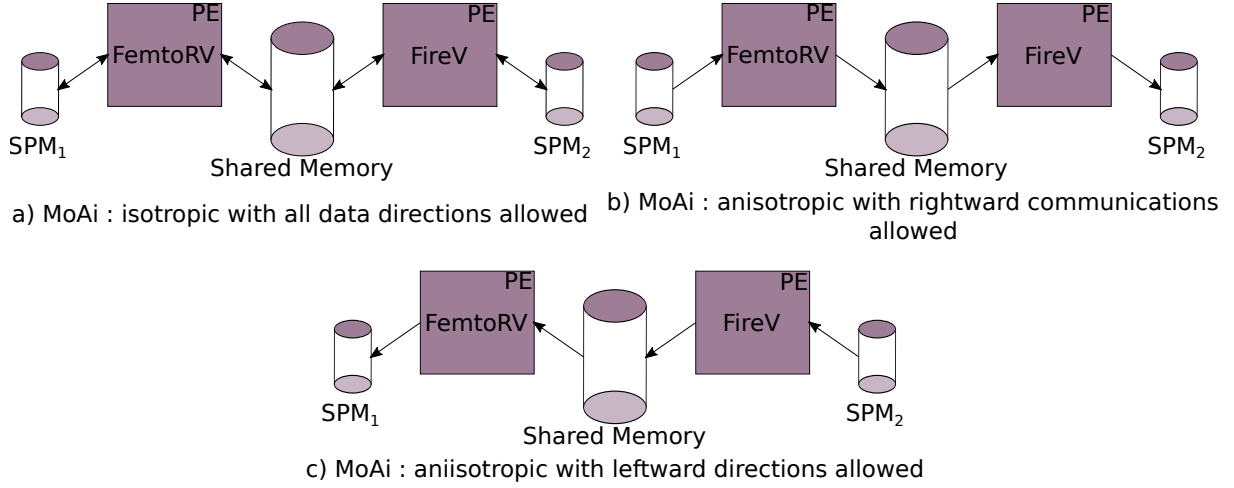 PE
FemtoRV
PE
FireV
SPM₁
Shared Memory
SPM₂
a) MoAi : isotropic with all data directions allowed
PE
FemtoRV
PE
FireV
SPM₁
Shared Memory
SPM₂
b) MoAi : anisotropic with rightward communications
allowed
PE
FemtoRV
PE
FireV
SPM₁
Shared Memory
SPM₂
c) MoAi : aniisotropic with leftward directions allowed